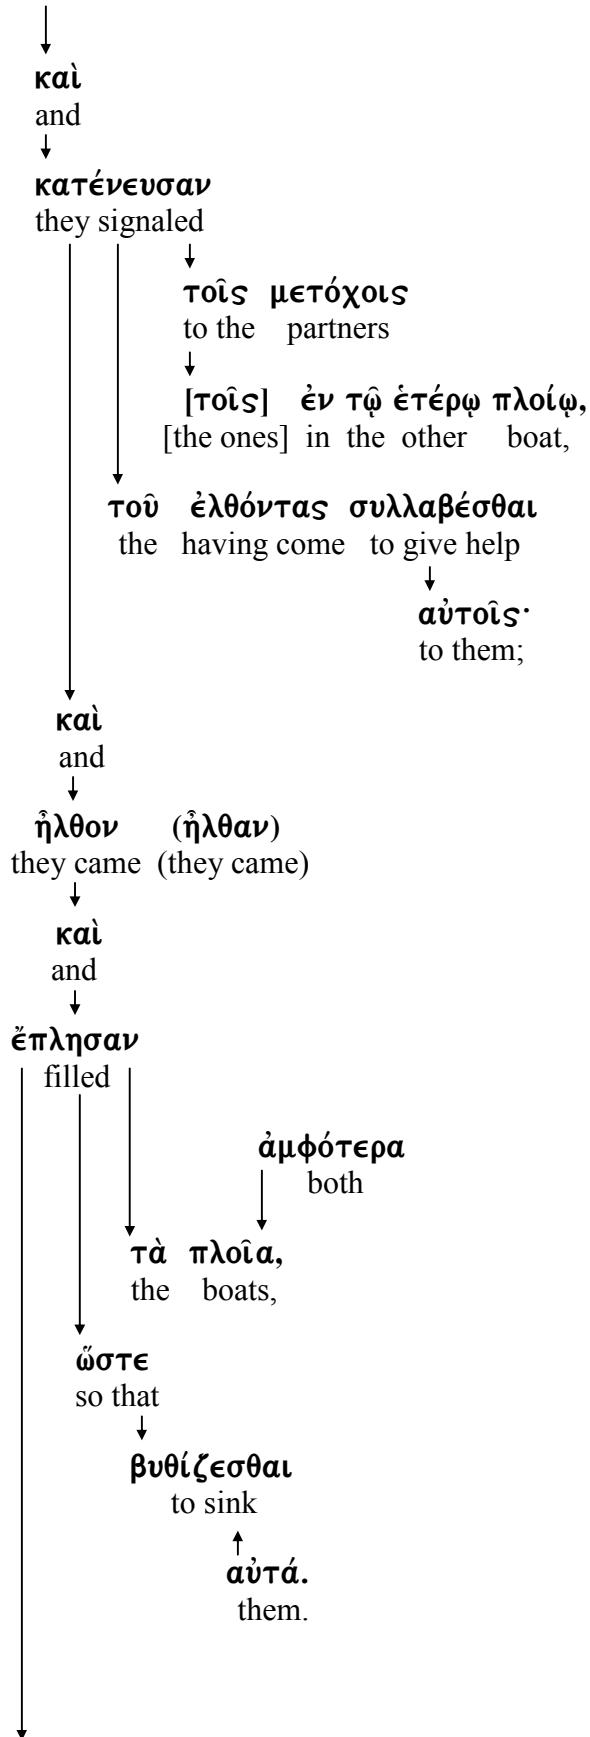 καὶ
and
κατένευσαν
they signaled
τοῖς μετόχοις
to the partners
[τοῖς] ἐν τῷ ἑτέρῳ πλοίῳ,
[the ones] in the other boat,
τοῦ ἐλθόντας συλλαβέσθαι
the having come to give help
αὐτοῖς·
to them;
καὶ
and
ἦλθον (ἦλθαν)
they came (they came)
καὶ
and
ἔπλησαν
filled
ἀμφότερα
both
τὰ πλοῖα,
the boats,
ὥστε
so that
βυθίζεσθαι
to sink
αὐτά.
them.